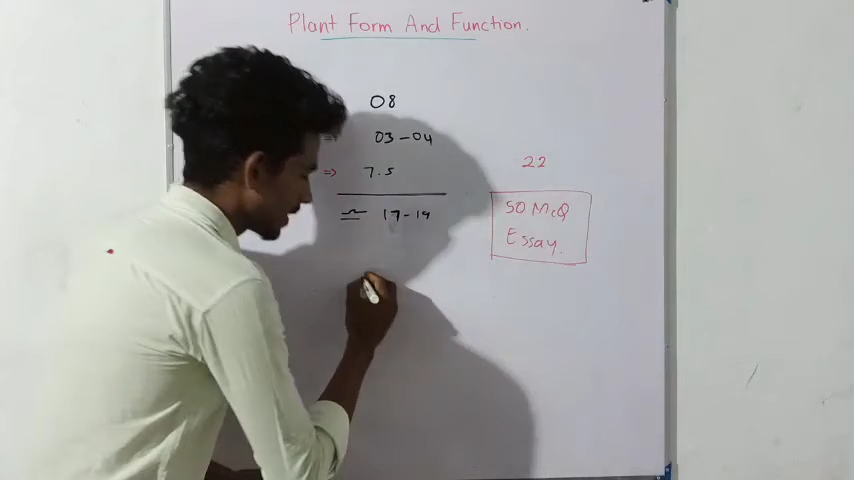 Plant Form And Function.
08
03-04
⇒ 7.5
≃ 17-19
22
50 McQ
Essay.